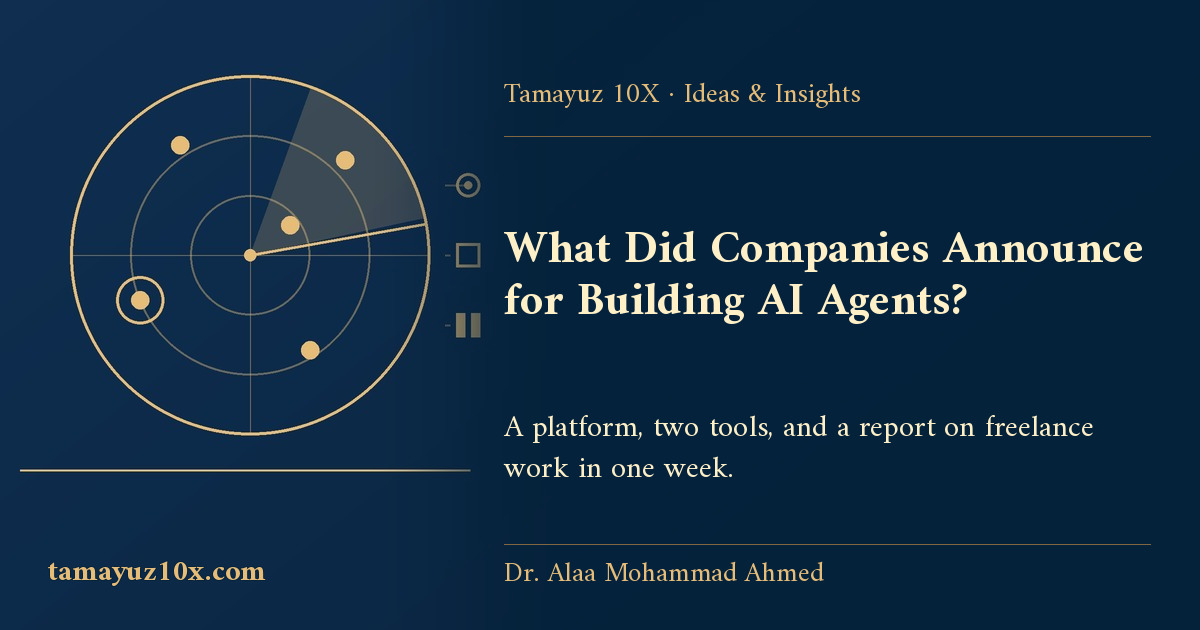 Tamayuz 10X · Ideas & Insights
What Did Companies Announce
for Building AI Agents?
A platform, two tools, and a report on freelance
work in one week.
tamayuz10x.com
Dr. Alaa Mohammad Ahmed